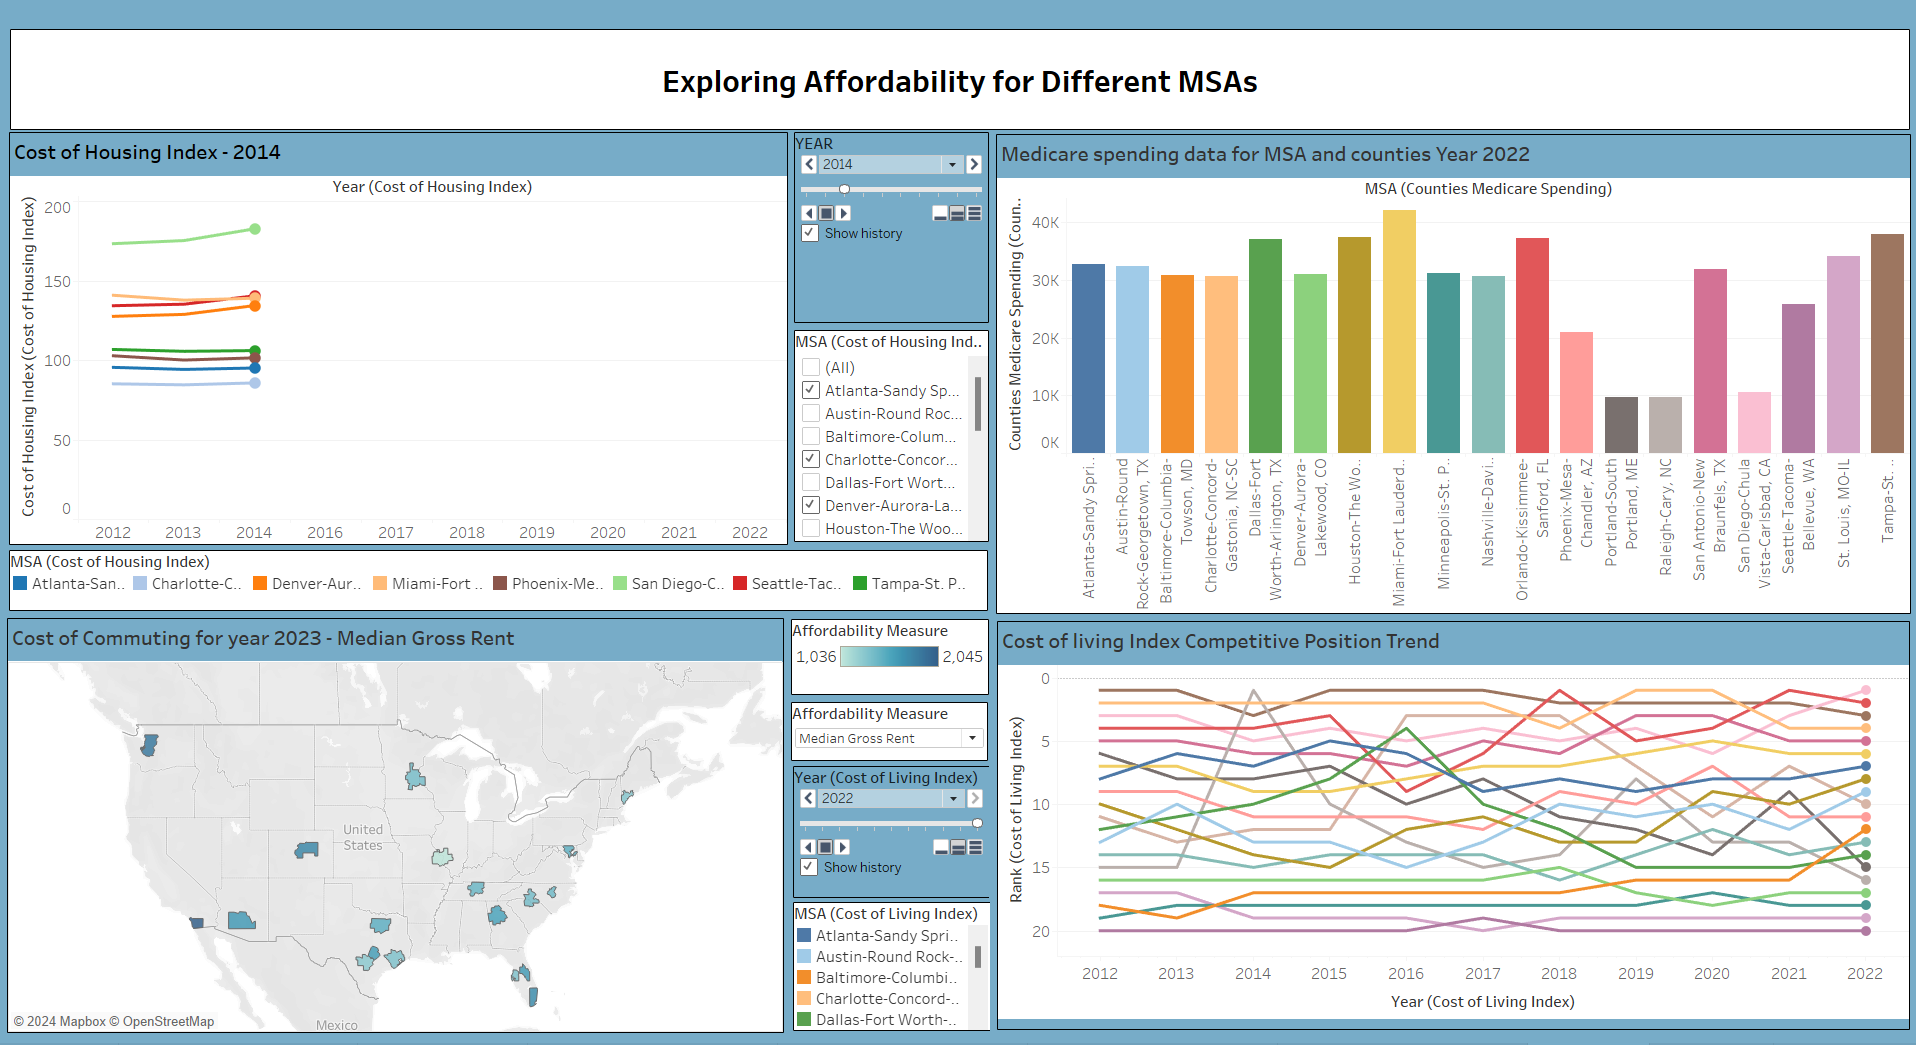 Exploring Affordability for Different MSAs
Cost of Housing Index - 2014
Year (Cost of Housing Index)
Cost of Housing Index (Cost of Housing Index)
200
150
100
50
0
2012 2013 2014 2016 2017 2018 2019 2020 2021 2022
YEAR
2014
Show history
MSA (Cost of Housing Ind..
(All)
Atlanta-Sandy Sp...
Austin-Round Roc...
Baltimore-Colum...
Charlotte-Concor...
Dallas-Fort Wort...
Denver-Aurora-La...
Houston-The Woo...
MSA (Cost of Housing Index)
Atlanta-San.. Charlotte-C.. Denver-Aur.. Miami-Fort .. Phoenix-Me.. San Diego-C.. Seattle-Tac.. Tampa-St. P..
Medicare spending data for MSA and counties Year 2022
MSA (Counties Medicare Spending)
Counties Medicare Spending (Coun..
40K
30K
20K
10K
0K
Atlanta-Sandy Spri..
Austin-Round
Rock-Georgetown, TX
Baltimore-Columbia-
Towson, MD
Charlotte-Concord-
Gastonia, NC-SC
Dallas-Fort
Worth-Arlington, TX
Denver-Aurora-
Lakewood, CO
Houston-The Wo..
Miami-Fort Lauderd..
Minneapolis-St. P..
Nashville-Davi..
Orlando-Kissimmee-
Sanford, FL
Phoenix-Mesa-
Chandler, AZ
Portland-South
Portland, ME
Raleigh-Cary, NC
San Antonio-New
Braunfels, TX
San Diego-Chula
Vista-Carlsbad, CA
Seattle-Tacoma-
Bellevue, WA
St. Louis, MO-IL
Tampa-St. ..
Cost of Commuting for year 2023 - Median Gross Rent
United
States
Mexico
© 2024 Mapbox © OpenStreetMap
Affordability Measure
1,036 2,045
Affordability Measure
Median Gross Rent
Year (Cost of Living Index)
2022
Show history
MSA (Cost of Living Index)
Atlanta-Sandy Spri..
Austin-Round Rock-..
Baltimore-Columbi..
Charlotte-Concord-..
Dallas-Fort Worth-..
Cost of living Index Competitive Position Trend
Rank (Cost of Living Index)
0
5
10
15
20
2012 2013 2014 2015 2016 2017 2018 2019 2020 2021 2022
Year (Cost of Living Index)